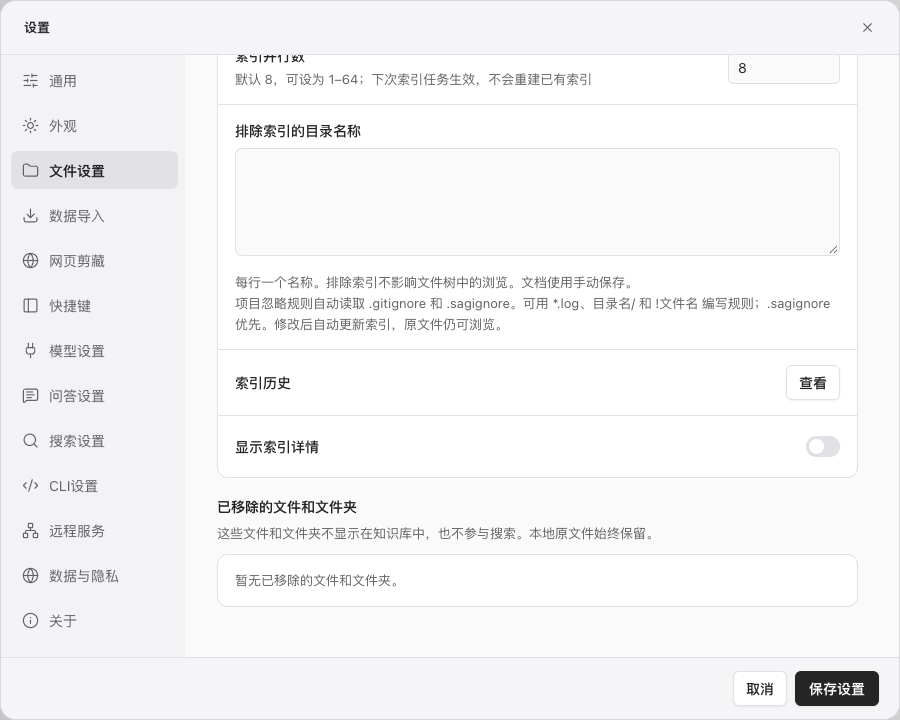 设置
通用
外观
文件设置
数据导入
网页剪藏
快捷键
模型设置
问答设置
搜索设置
CLI设置
远程服务
数据与隐私
关于
索引并行数
默认 8，可设为 1–64；下次索引任务生效，不会重建已有索引
8
排除索引的目录名称
每行一个名称。排除索引不影响文件树中的浏览。文档使用手动保存。
项目忽略规则自动读取 .gitignore 和 .sagignore。可用 *.log、目录名/ 和 !文件名 编写规则；.sagignore
优先。修改后自动更新索引，原文件仍可浏览。
索引历史
查看
显示索引详情
已移除的文件和文件夹
这些文件和文件夹不显示在知识库中，也不参与搜索。本地原文件始终保留。
暂无已移除的文件和文件夹。
取消
保存设置